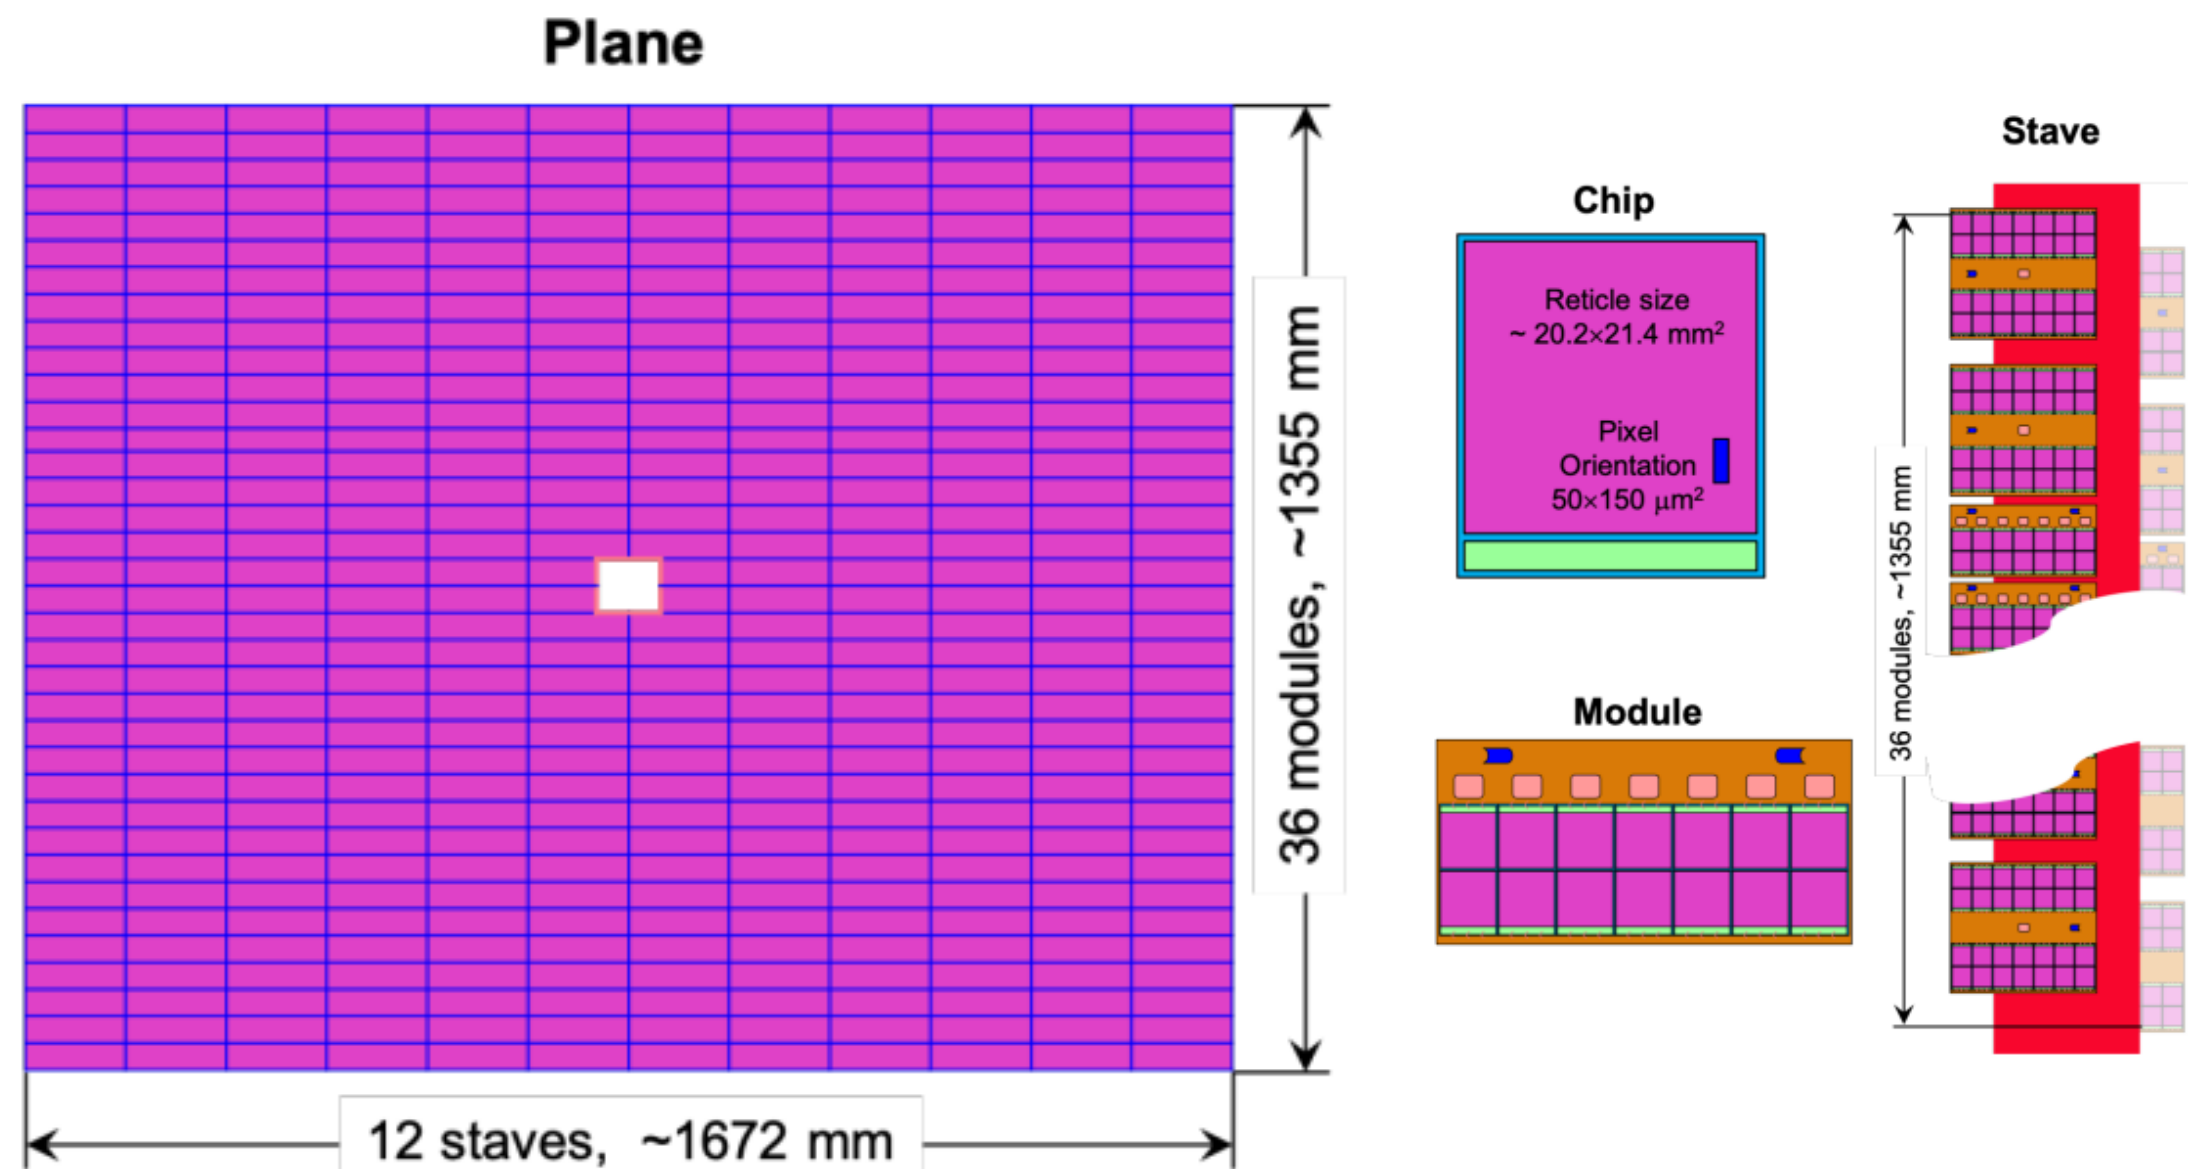 Plane
36 modules, ~1355 mm
12 staves, ~1672 mm
Chip
Reticle size
~ 20.2×21.4 mm²
Pixel
Orientation
50×150 μm²
Module
Stave
36 modules, ~1355 mm